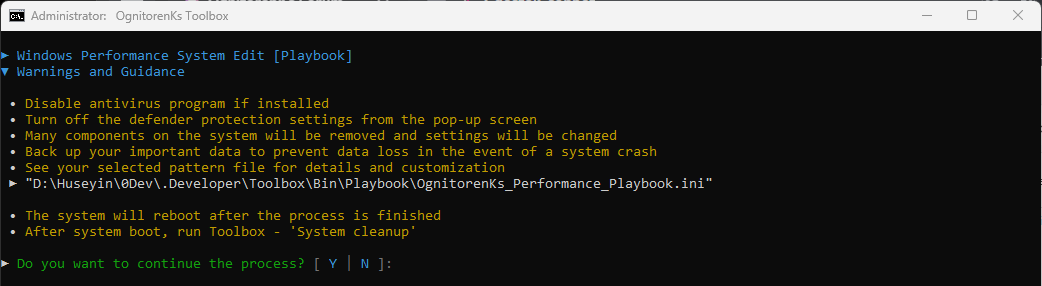 Administrator: OgnitorenKs Toolbox
► Windows Performance System Edit [Playbook]
▼ Warnings and Guidance
• Disable antivirus program if installed
• Turn off the defender protection settings from the pop-up screen
• Many components on the system will be removed and settings will be changed
• Back up your important data to prevent data loss in the event of a system crash
• See your selected pattern file for details and customization
► "D:\Huseyin\0Dev\.Developer\Toolbox\Bin\Playbook\OgnitorenKs_Performance_Playbook.ini"
• The system will reboot after the process is finished
• After system boot, run Toolbox - 'System cleanup'
► Do you want to continue the process? [ Y | N ]: